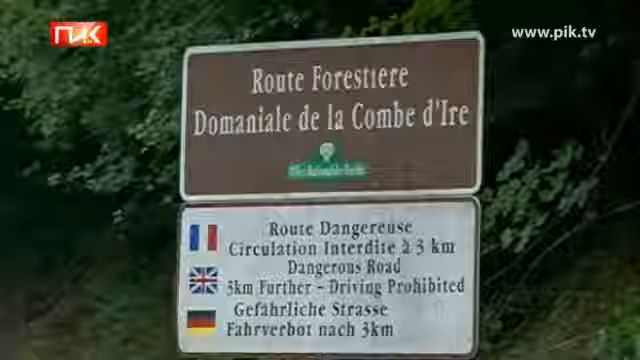 ПИК
www.pik.tv
Route Forestiere
Domaniale de la Combe d'Ire
Route Dangereuse
Circulation Interdite à 3 km
Dangerous Road
3km Further - Driving Prohibited
Gefährliche Strasse
Fahrverbot nach 3km